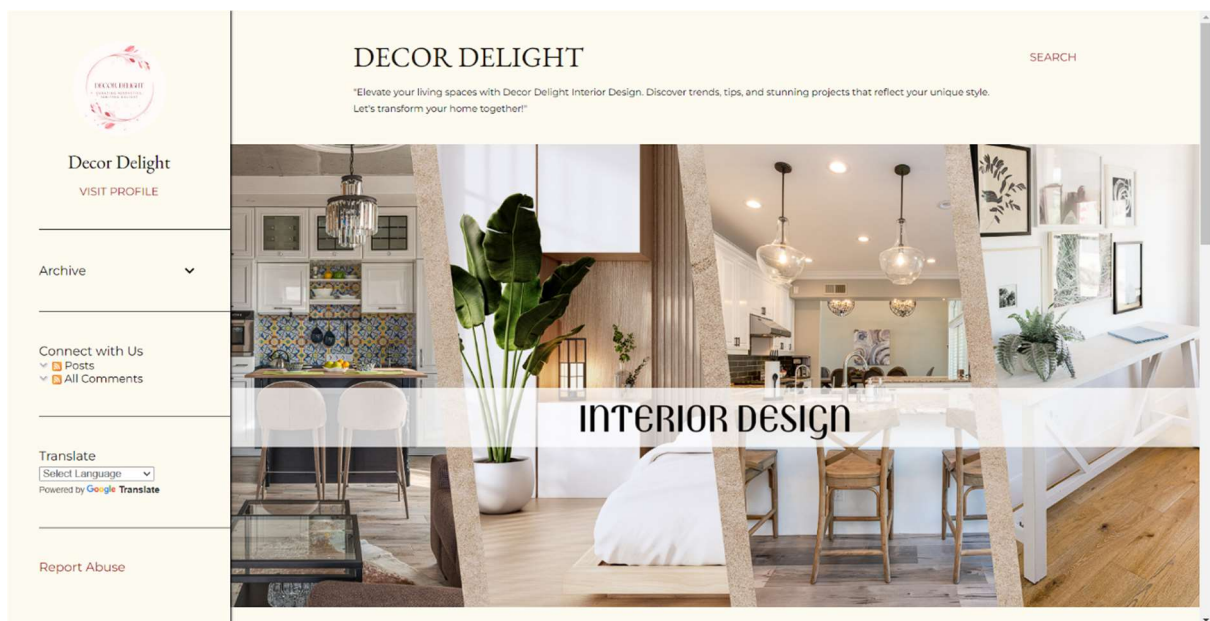 DECOR DELIGHT
Decor Delight
VISIT PROFILE
Archive
Connect with Us
Posts
All Comments
Translate
Select Language
Powered by Google Translate
Report Abuse
DECOR DELIGHT
SEARCH
"Elevate your living spaces with Decor Delight Interior Design. Discover trends, tips, and stunning projects that reflect your unique style.
Let's transform your home together!"
INTERIOR DESIGN